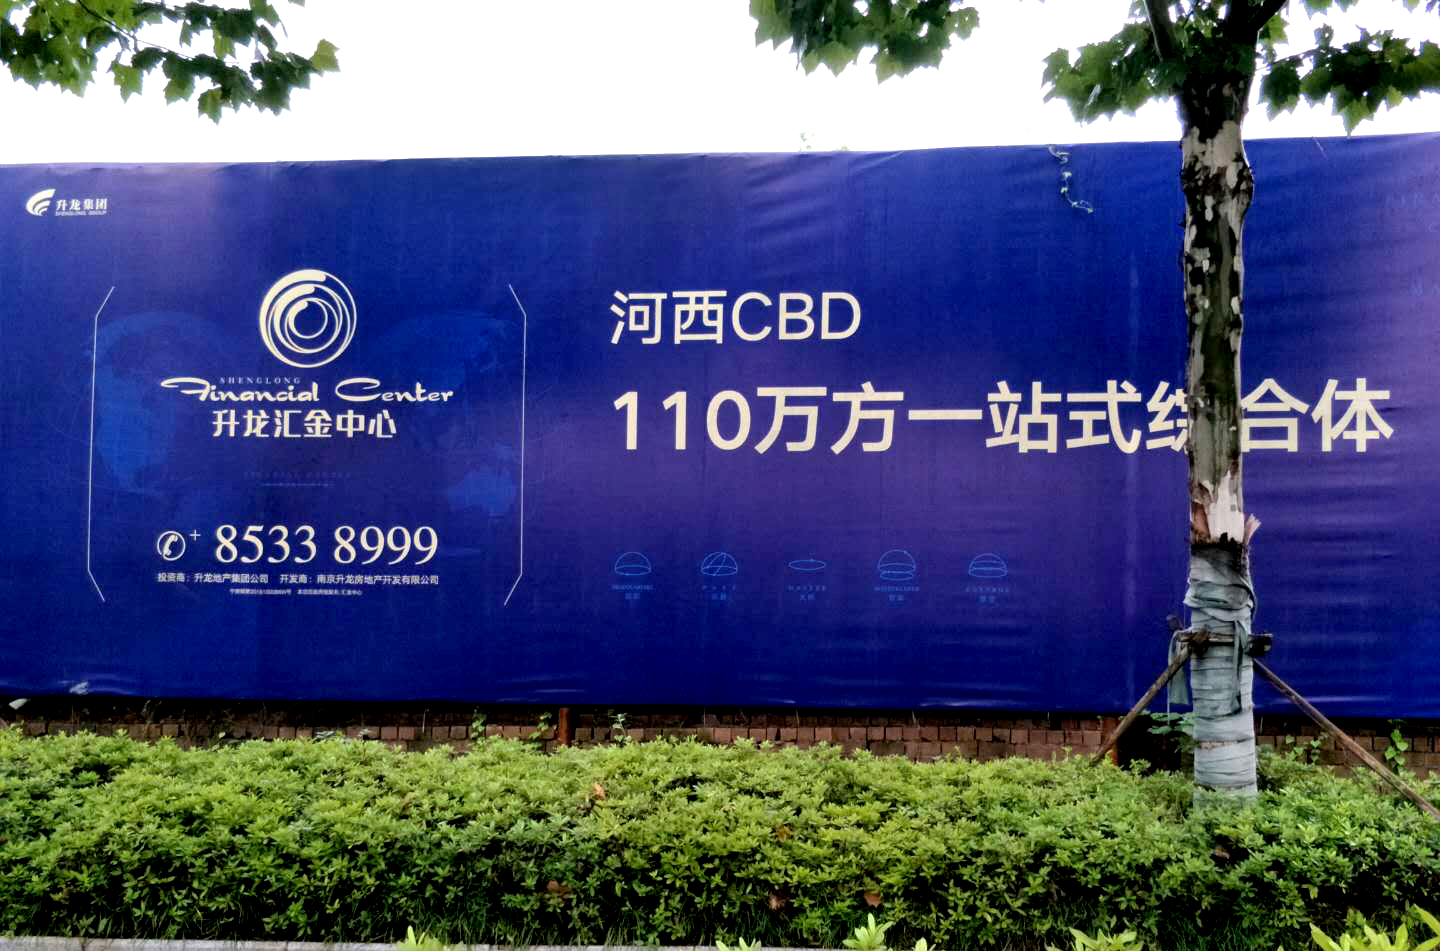 升龙集团
SHENGLONG GROUP
SHENGLONG
Financial Center
升龙汇金中心
8533 8999
投资商：升龙地产集团公司 开发商：南京升龙房地产开发有限公司
河西CBD
110万方一站式综合体